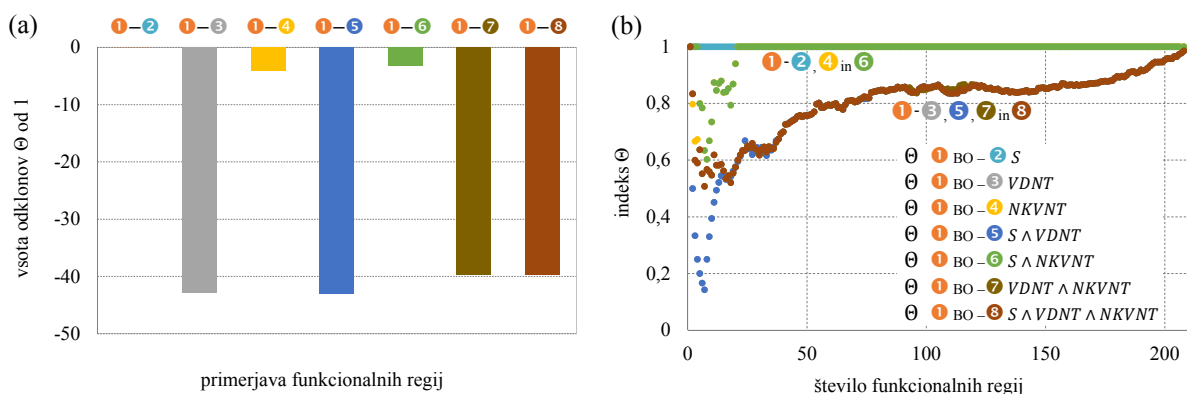 (a)
❶–❷ ❶–❸ ❶–❹ ❶–❺ ❶–❻ ❶–❼ ❶–❽
0
-10
-20
-30
-40
-50
vsota odklonov Θ od 1
primerjava funkcionalnih regij
(b)
1
0,8
0,6
0,4
0,2
0
indeks Θ
❶-❷, ❹ in ❻
❶-❸, ❺, ❼ in ❽
Θ ❶ BO – ❷ S
Θ ❶ BO – ❸ VDNT
Θ ❶ BO – ❹ NKVNT
Θ ❶ BO – ❺ S ∧ VDNT
Θ ❶ BO – ❻ S ∧ NKVNT
Θ ❶ BO – ❼ VDNT ∧ NKVNT
Θ ❶ BO – ❽ S ∧ VDNT ∧ NKVNT
0 50 100 150 200
število funkcionalnih regij